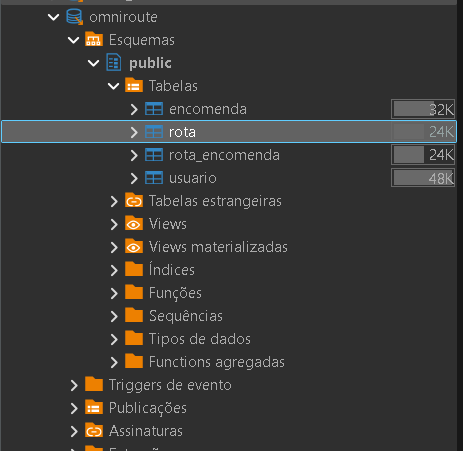 omniroute
Esquemas
public
Tabelas
encomenda 32K
rota 24K
rota_encomenda 24K
usuario 48K
Tabelas estrangeiras
Views
Views materializadas
Índices
Funções
Sequências
Tipos de dados
Functions agregadas
Triggers de evento
Publicações
Assinaturas